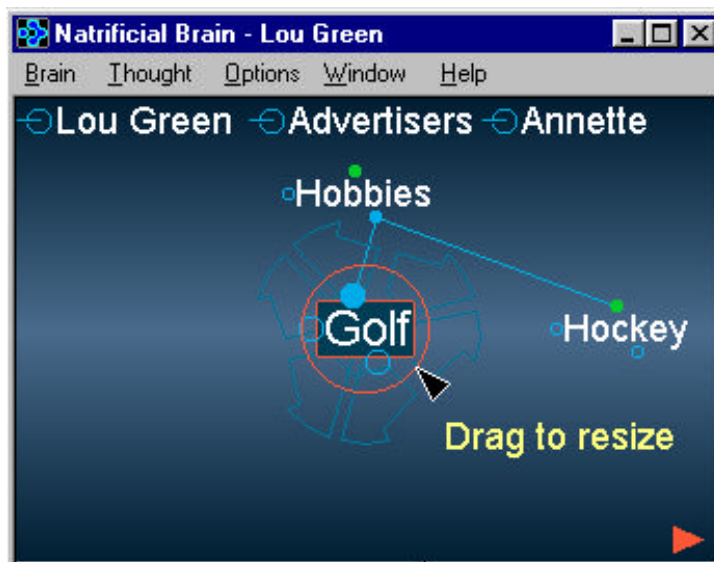 Natrificial Brain - Lou Green
Brain Thought Options Window Help
Lou Green Advertisers Annette
Hobbies
Golf
Hockey
Drag to resize